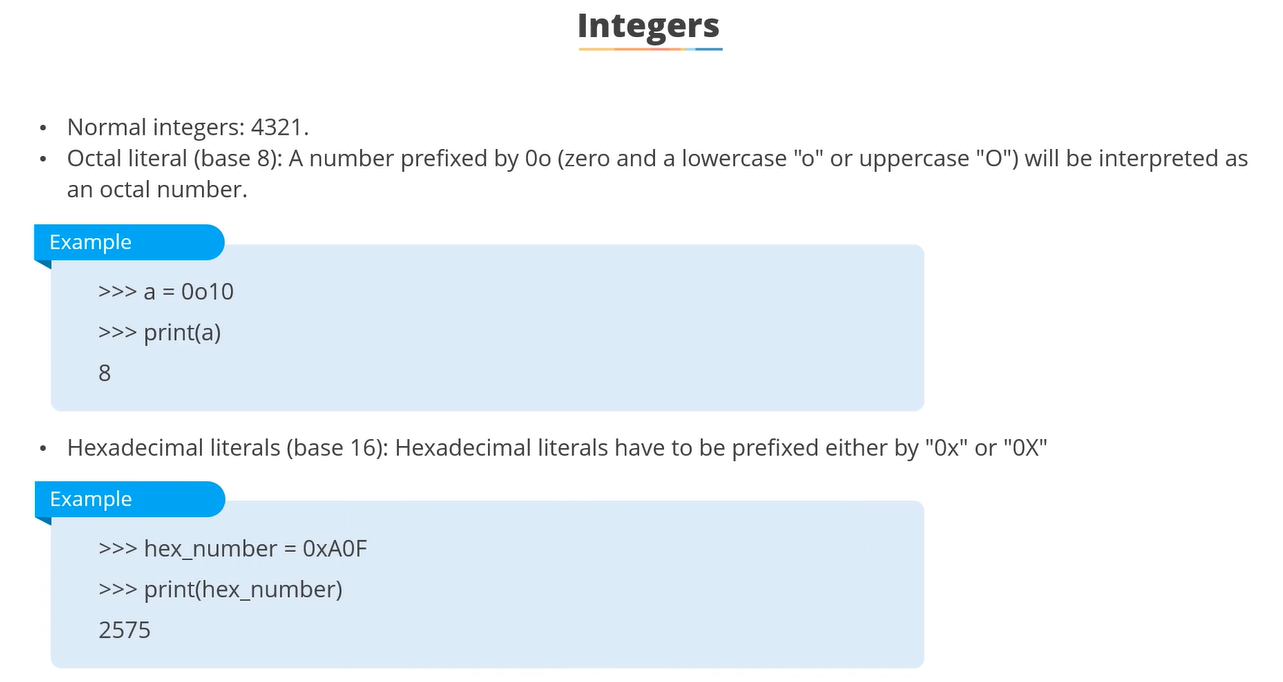 Integers
• Normal integers: 4321.
• Octal literal (base 8): A number prefixed by 0o (zero and a lowercase "o" or uppercase "O") will be interpreted as
an octal number.
Example
>>> a = 0o10
>>> print(a)
8
• Hexadecimal literals (base 16): Hexadecimal literals have to be prefixed either by "0x" or "0X"
Example
>>> hex_number = 0xA0F
>>> print(hex_number)
2575